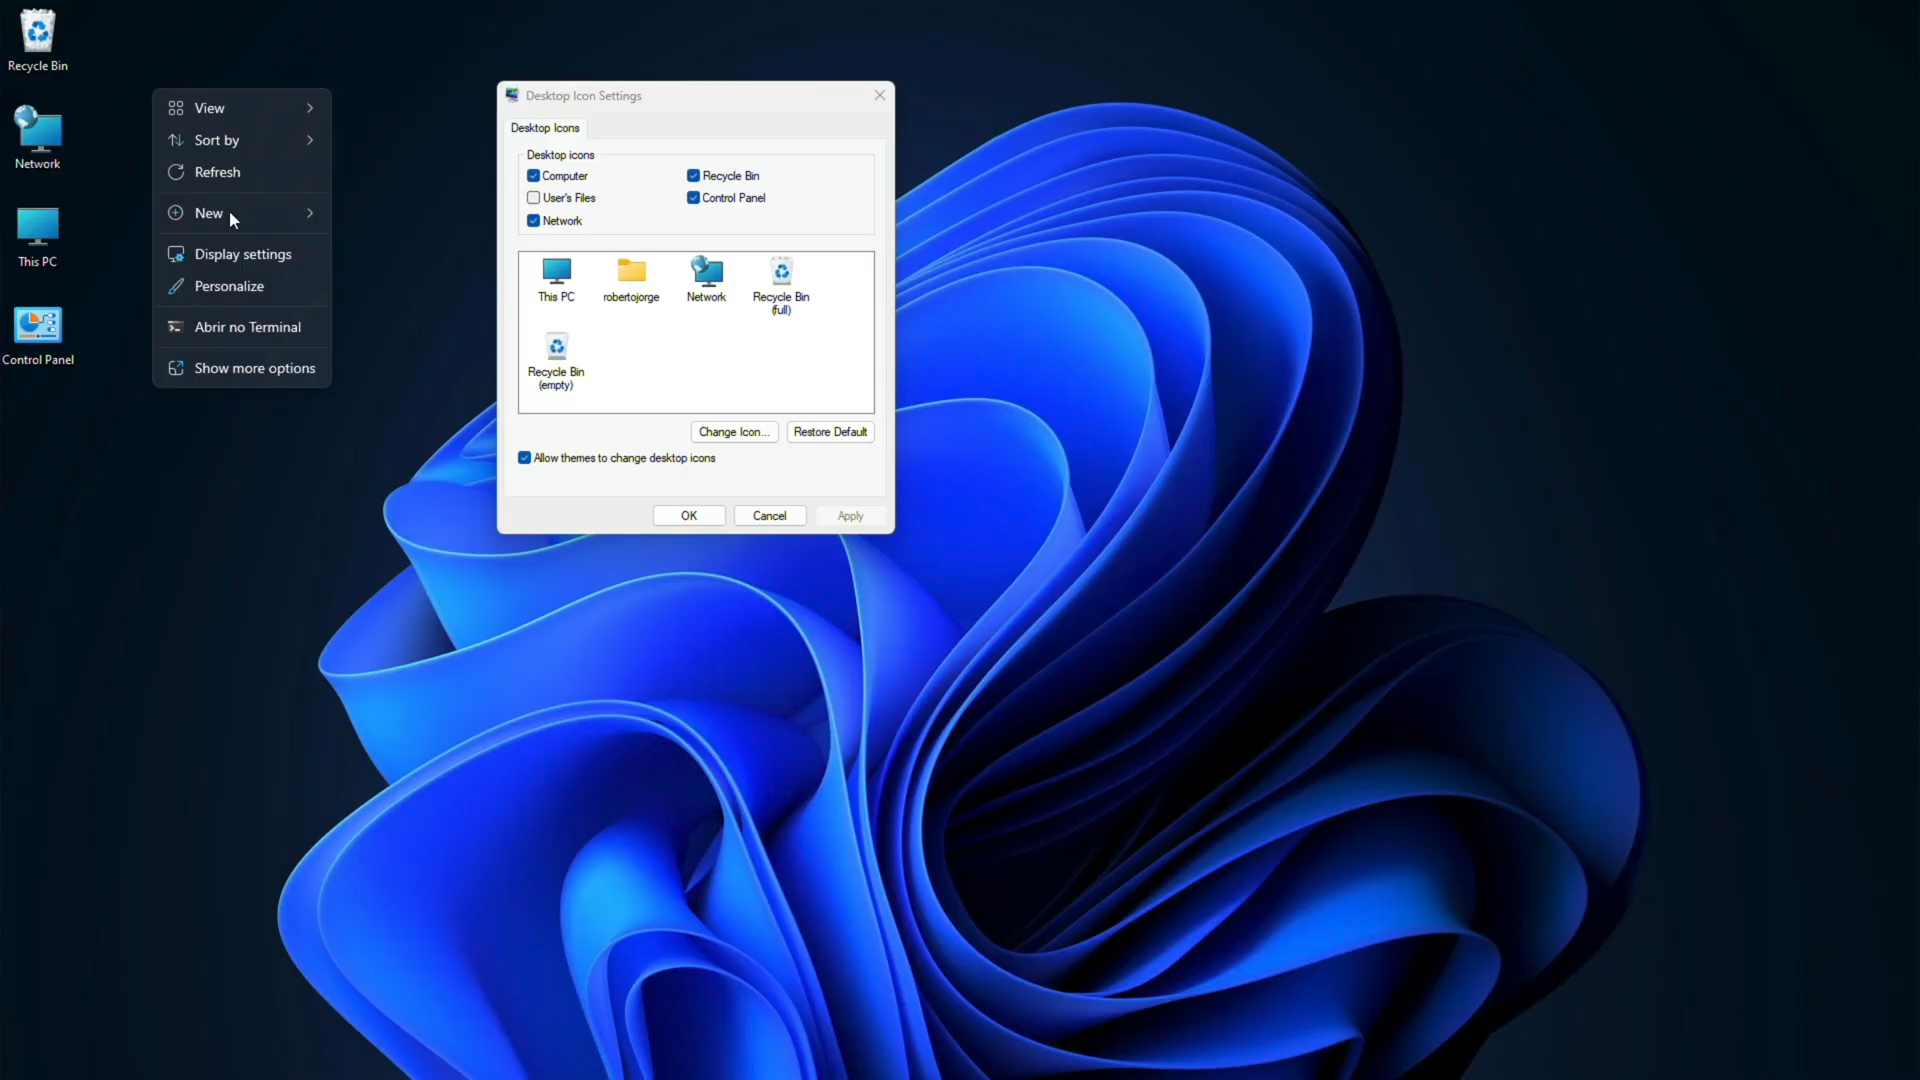 Recycle Bin
Network
This PC
Control Panel
View
Sort by
Refresh
New
Display settings
Personalize
Abrir no Terminal
Show more options
Desktop Icon Settings
Desktop Icons
Desktop icons
Computer
Recycle Bin
User's Files
Control Panel
Network
This PC
robertojorge
Network
Recycle Bin
(full)
Recycle Bin
(empty)
Change Icon...
Restore Default
Allow themes to change desktop icons
OK
Cancel
Apply